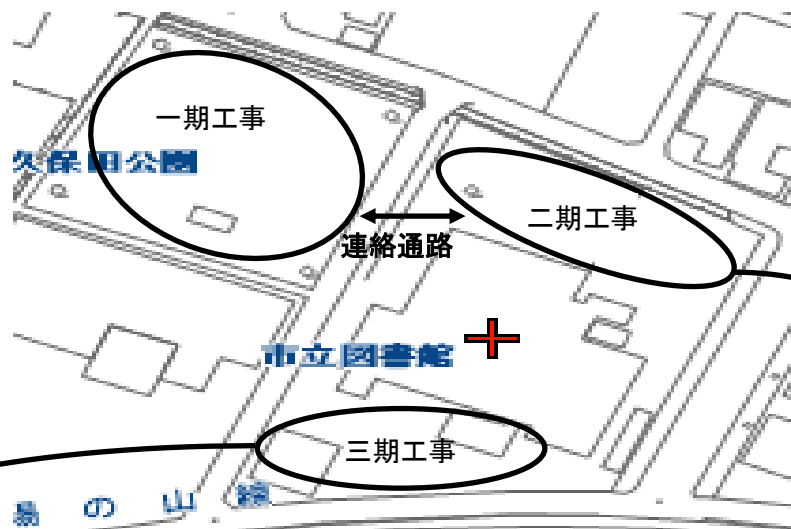 一期工事
久保田公園
二期工事
連絡通路
市立図書館
三期工事
の山線